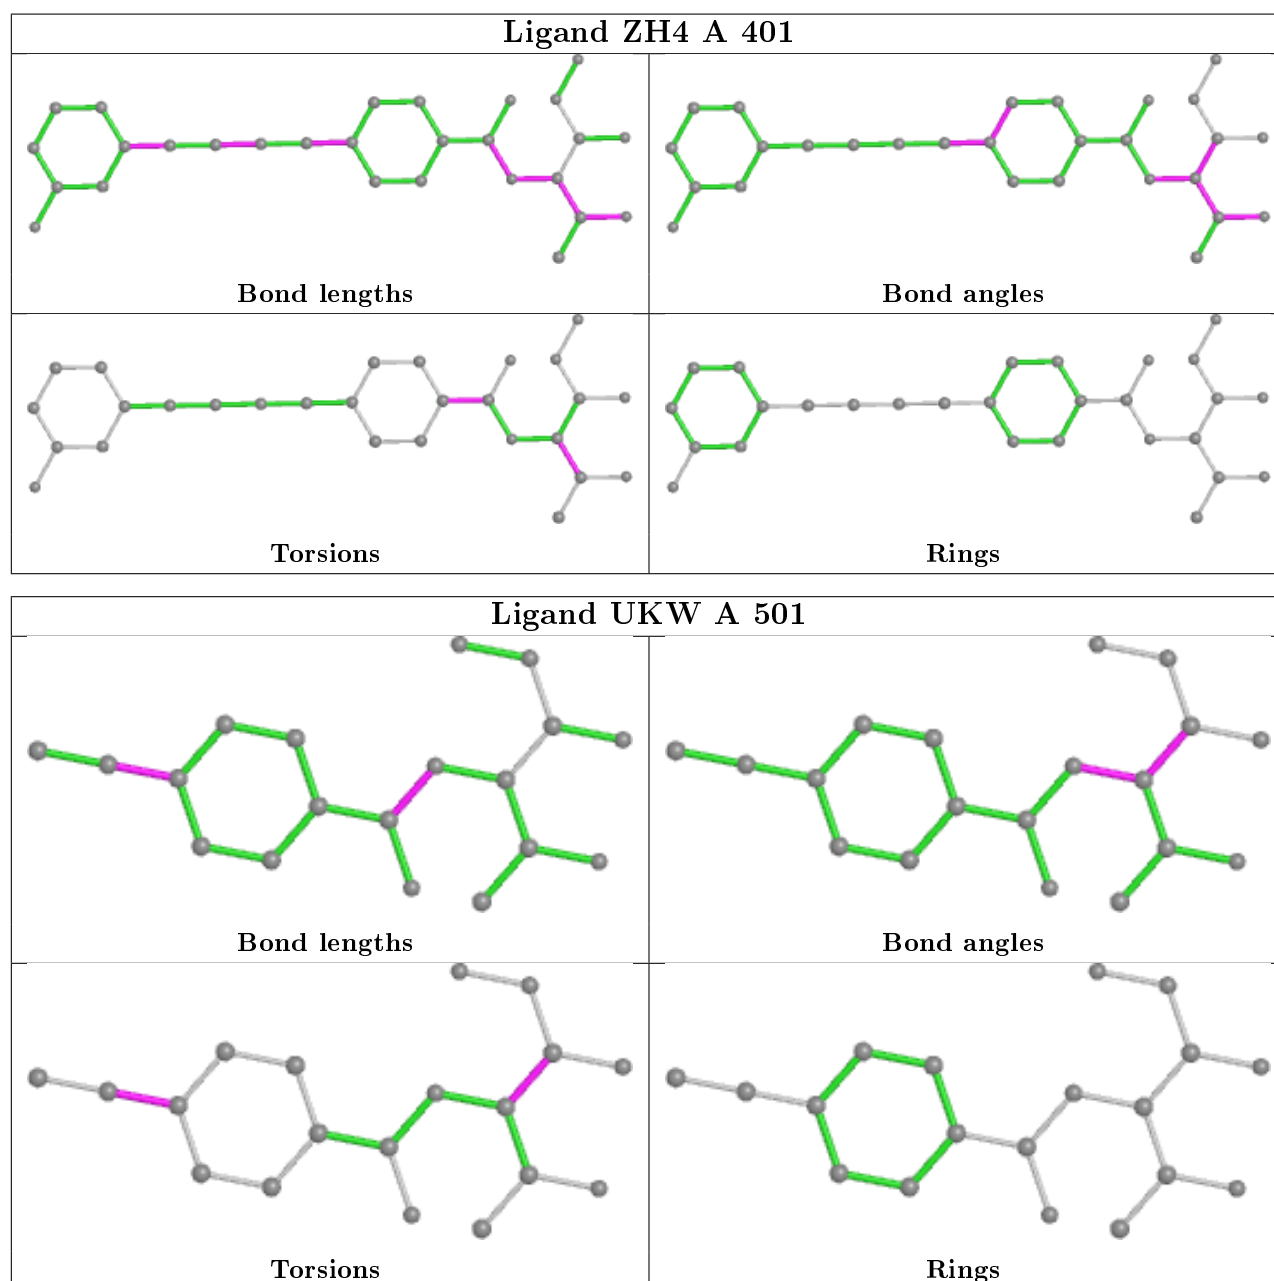 Ligand ZH4 A 401
Bond lengths
Bond angles
Torsions
Rings
Ligand UKW A 501
Bond lengths
Bond angles
Torsions
Rings